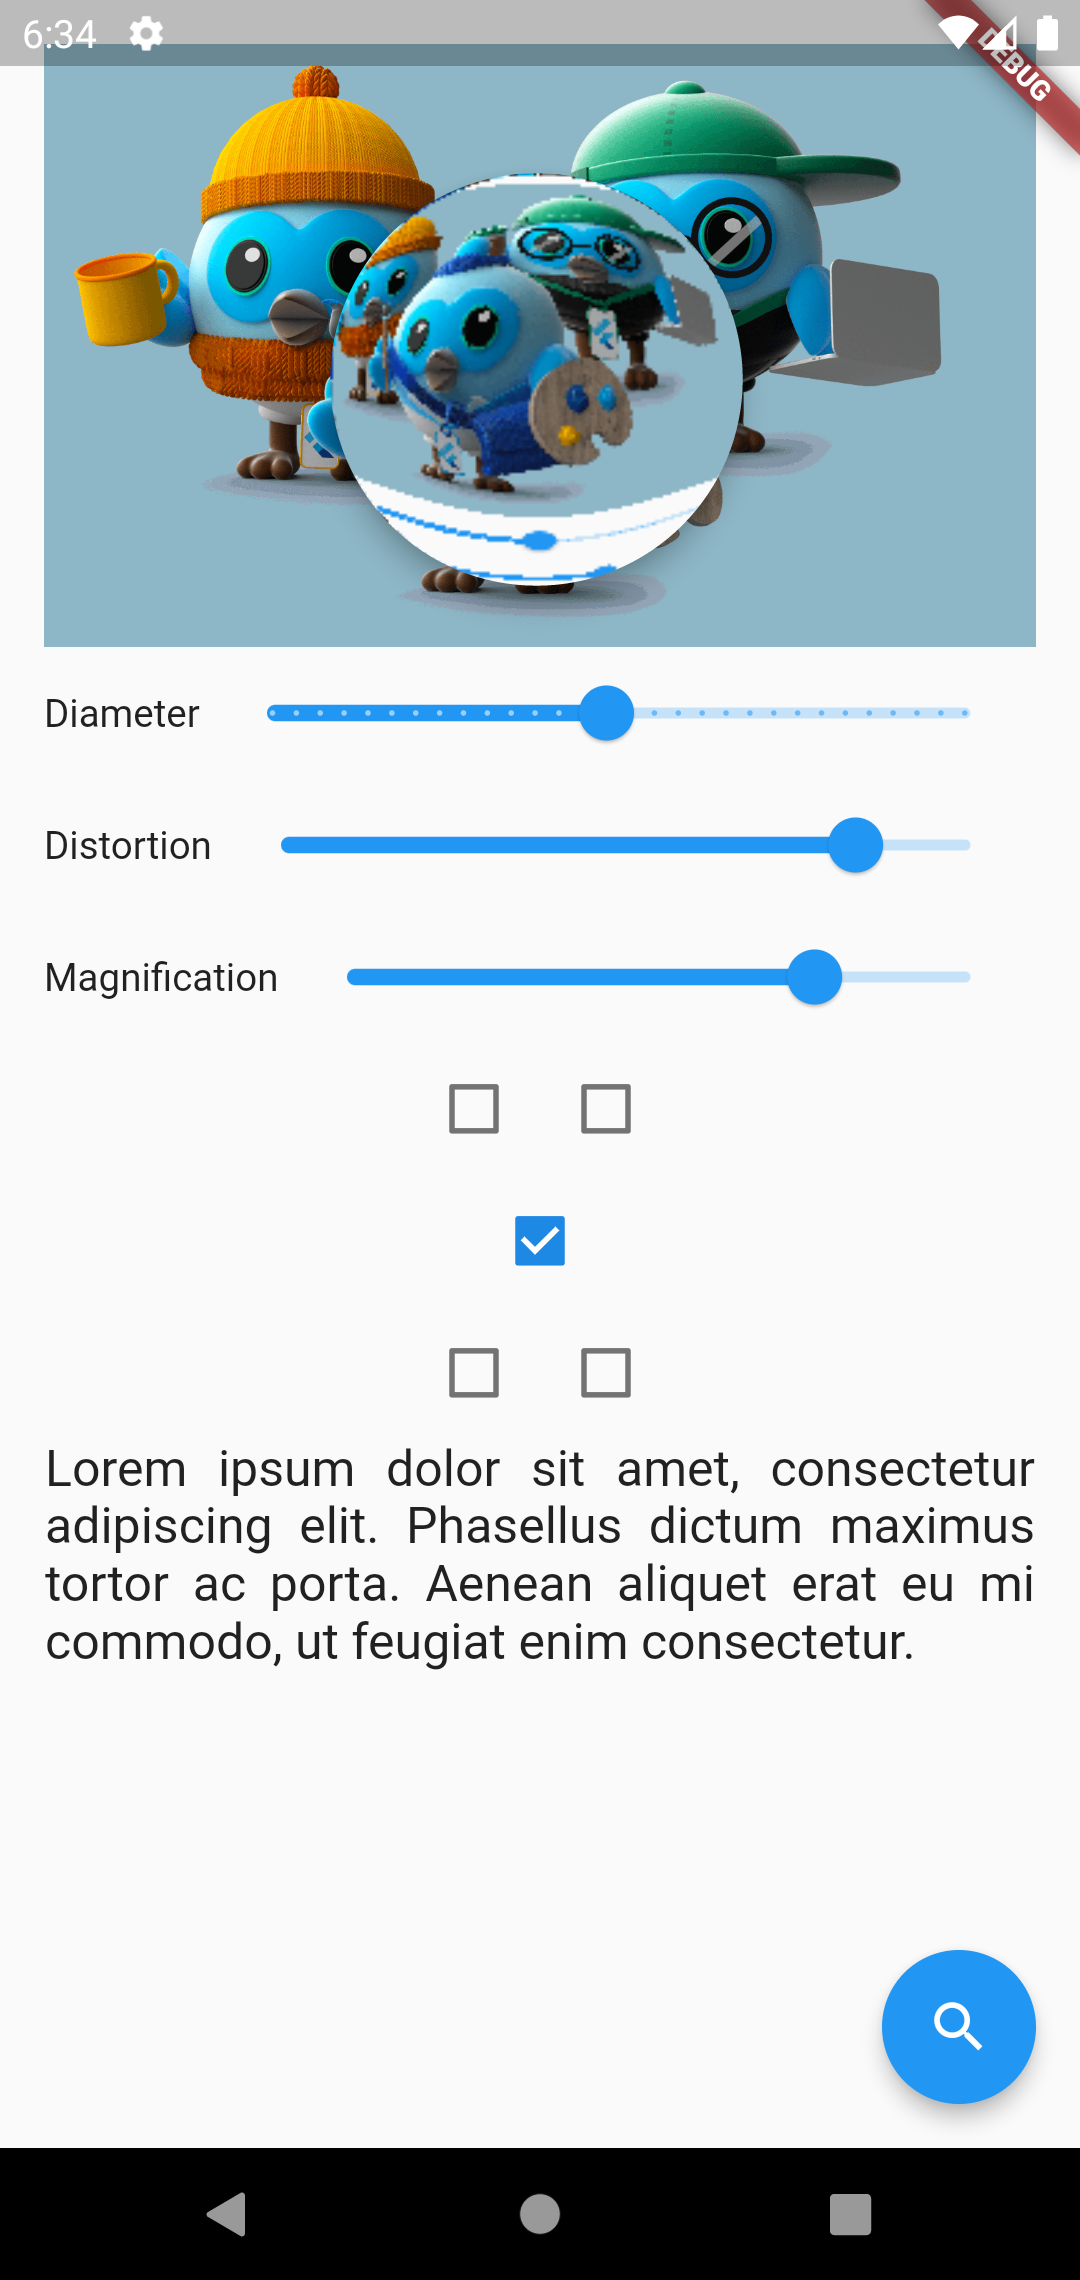 6:34
DEBUG
Diameter
Distortion
Magnification
Lorem ipsum dolor sit amet, consectetur
adipiscing elit. Phasellus dictum maximus
tortor ac porta. Aenean aliquet erat eu mi
commodo, ut feugiat enim consectetur.